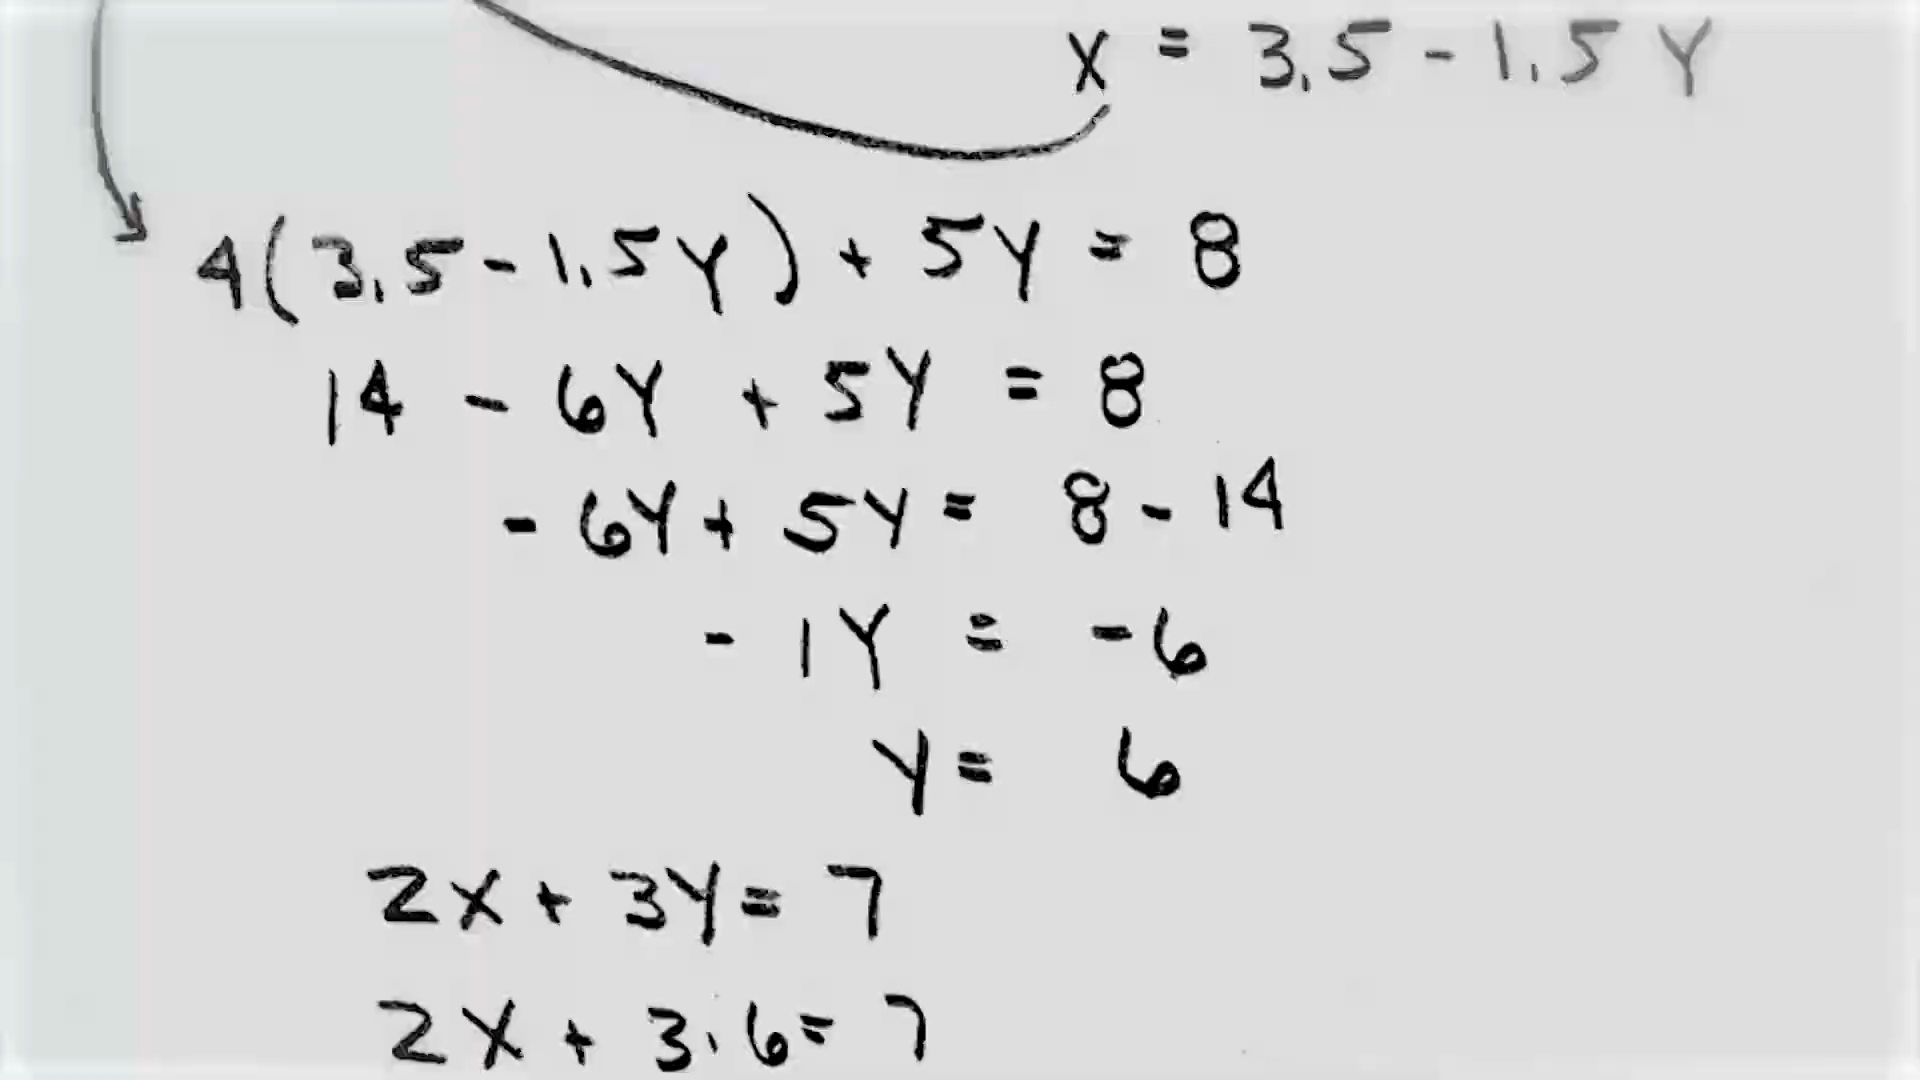 X = 3.5 - 1.5Y
4(3.5 - 1.5Y) + 5Y = 8
14 - 6Y + 5Y = 8
- 6Y + 5Y = 8 - 14
- 1Y = -6
Y = 6
2X + 3Y = 7
2X + 3·6 = 7